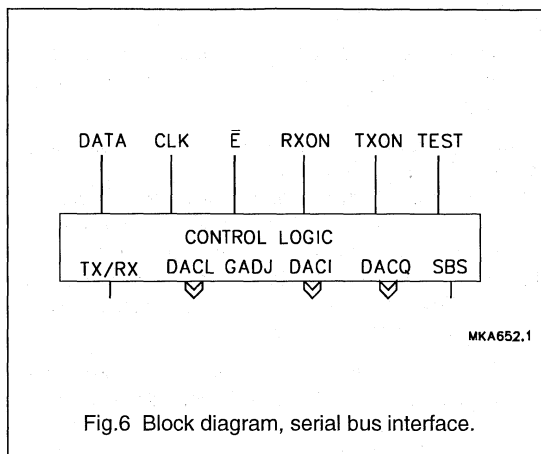 DATA CLK E̅ RXON TXON TEST
CONTROL LOGIC
TX/RX DACL GADJ DACI DACQ SBS
MKA652.1
Fig.6 Block diagram, serial bus interface.